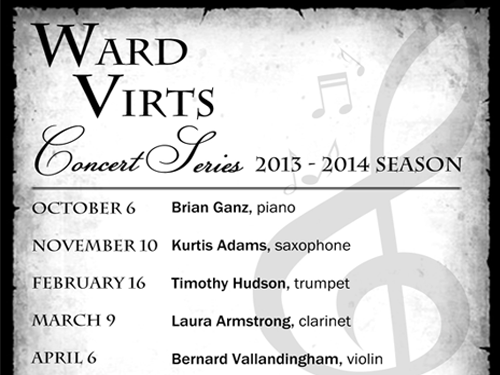 WARD
VIRTS
Concert Series 2013 - 2014 SEASON
OCTOBER 6 Brian Ganz, piano
NOVEMBER 10 Kurtis Adams, saxophone
FEBRUARY 16 Timothy Hudson, trumpet
MARCH 9 Laura Armstrong, clarinet
APRIL 6 Bernard Vallandingham, violin